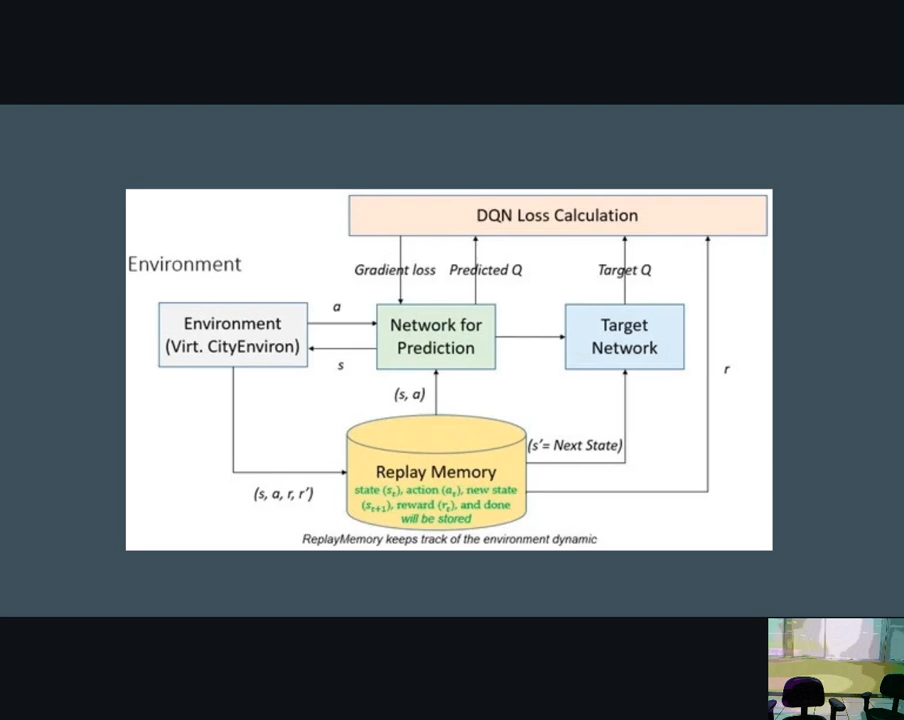 DQN Loss Calculation
Environment
Gradient loss
Predicted Q
Target Q
a
Environment
(Virt. CityEnviron)
Network for
Prediction
Target
Network
s
r
(s, a)
(s'= Next State)
Replay Memory
state (sₜ), action (aₜ), new state
(sₜ₊₁), reward (rₜ), and done
will be stored
(s, a, r, r')
ReplayMemory keeps track of the environment dynamic